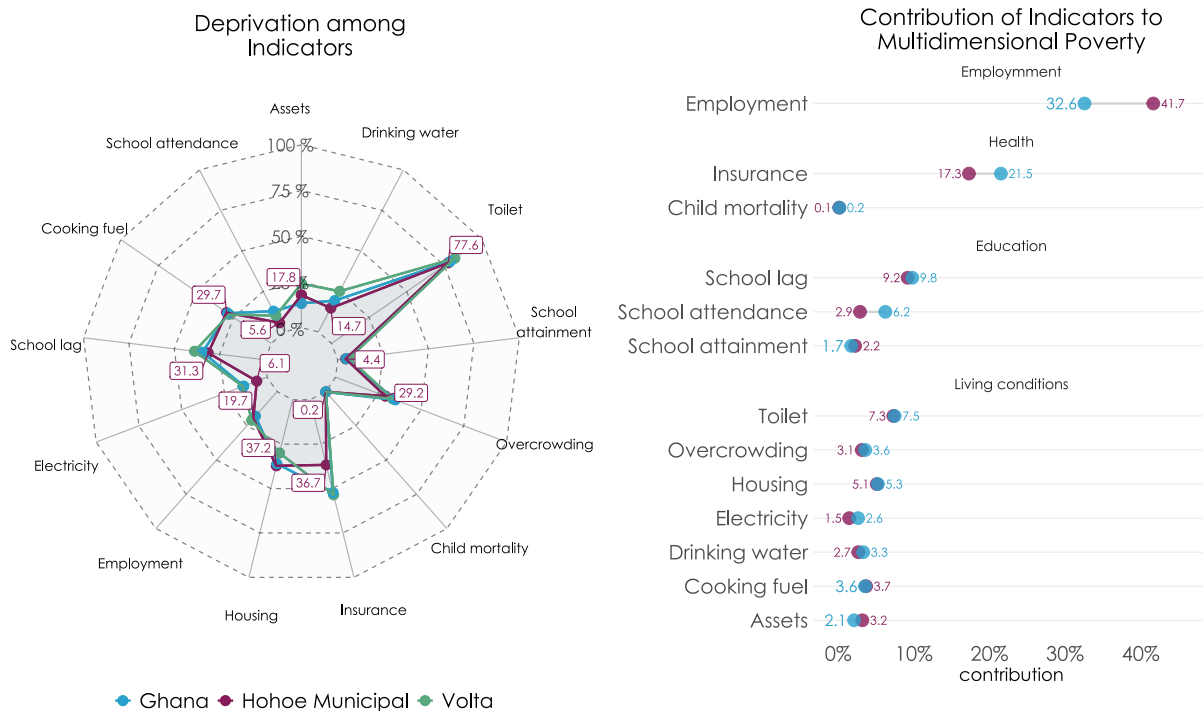 Deprivation among
Indicators
Assets
School attendance
Drinking water
100%
75%
50%
0%
Cooking fuel
Toilet
School lag
School
attainment
Electricity
Overcrowding
Employment
Child mortality
Housing
Insurance
17.8
77.6
29.7
5.6
14.7
31.3
6.1
4.4
19.7
0.2
29.2
37.2
36.7
Ghana
Hohoe Municipal
Volta
Contribution of Indicators to
Multidimensional Poverty
Employmment
Employment 32.6 41.7
Health
Insurance 17.3 21.5
Child mortality 0.1 0.2
Education
School lag 9.2 9.8
School attendance 2.9 6.2
School attainment 1.7 2.2
Living conditions
Toilet 7.3 7.5
Overcrowding 3.1 3.6
Housing 5.1 5.3
Electricity 1.5 2.6
Drinking water 2.7 3.3
Cooking fuel 3.6 3.7
Assets 2.1 3.2
0% 10% 20% 30% 40%
contribution